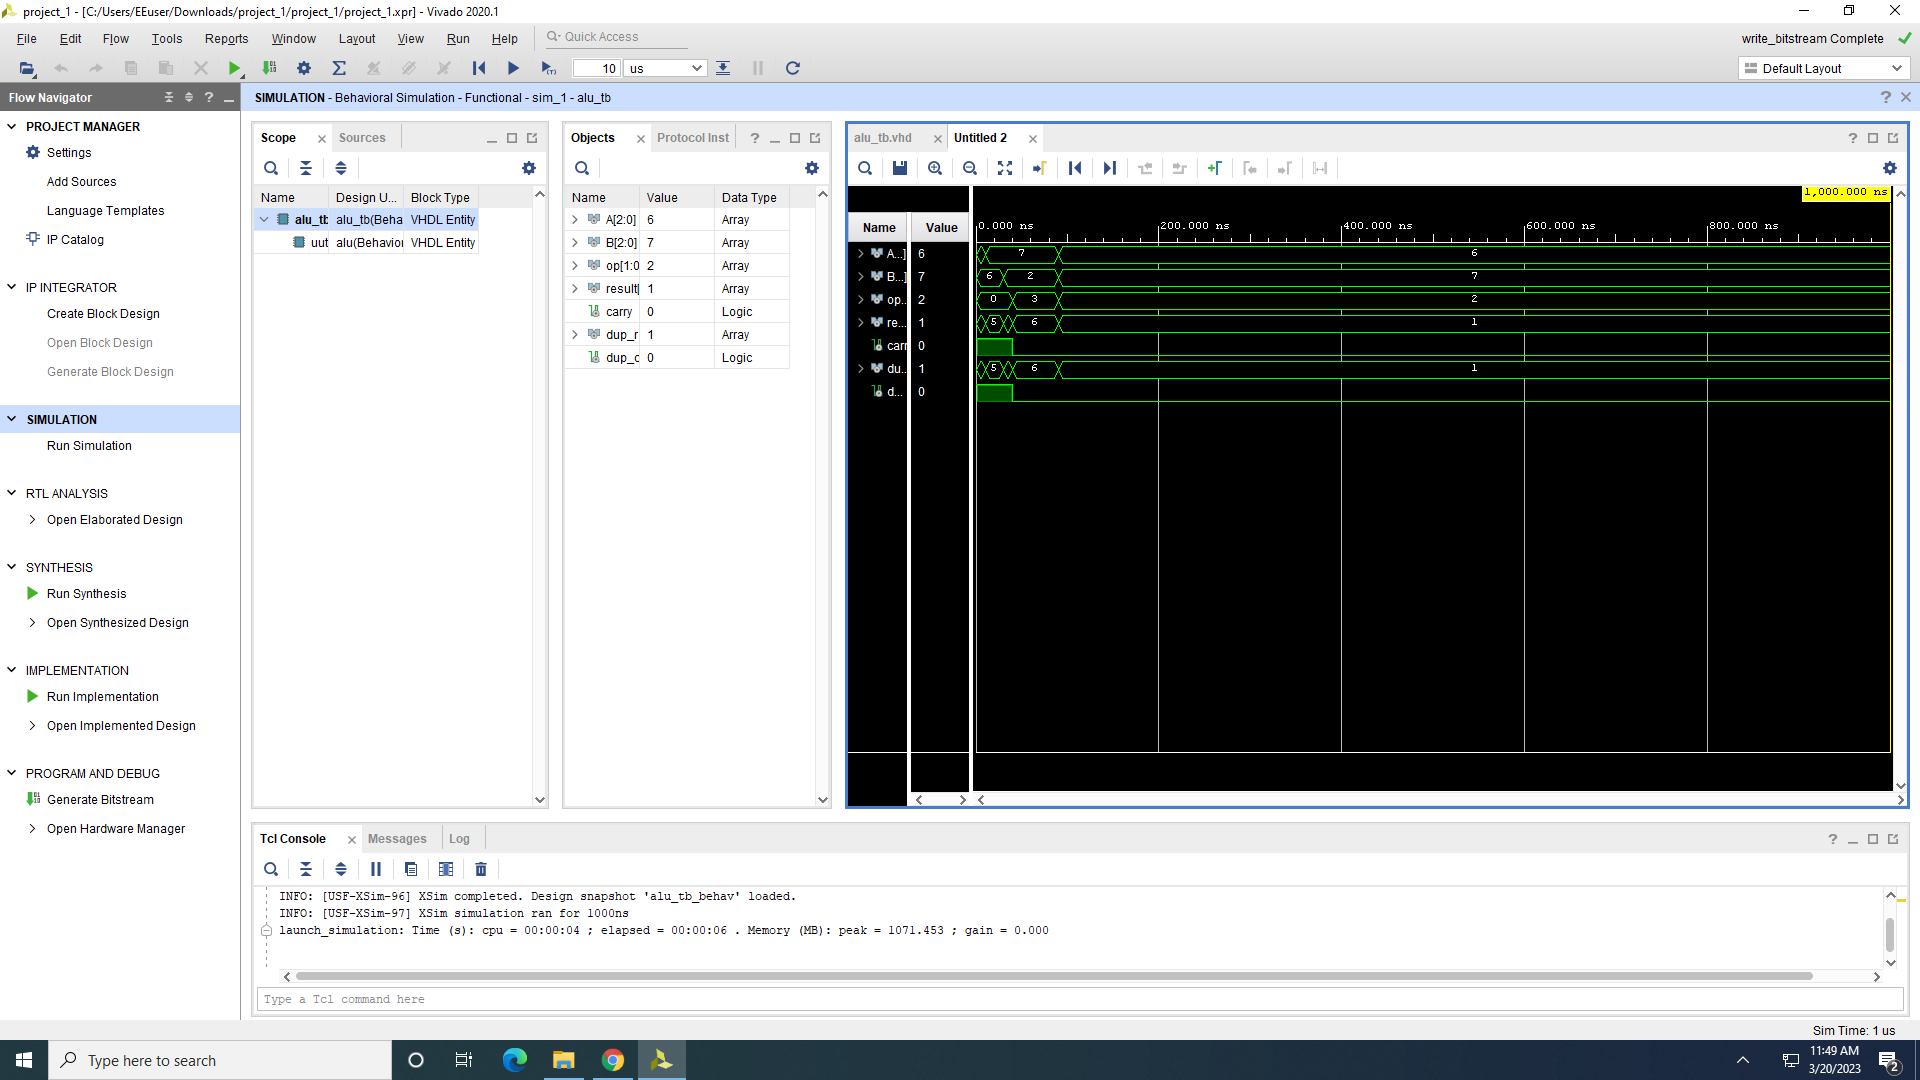 project_1 - [C:/Users/EEuser/Downloads/project_1/project_1/project_1.xpr] - Vivado 2020.1
File Edit Flow Tools Reports Window Layout View Run Help Quick Access
write_bitstream Complete
10 us
Default Layout
Flow Navigator
SIMULATION - Behavioral Simulation - Functional - sim_1 - alu_tb
PROJECT MANAGER
Settings
Add Sources
Language Templates
IP Catalog
IP INTEGRATOR
Create Block Design
Open Block Design
Generate Block Design
SIMULATION
Run Simulation
RTL ANALYSIS
Open Elaborated Design
SYNTHESIS
Run Synthesis
Open Synthesized Design
IMPLEMENTATION
Run Implementation
Open Implemented Design
PROGRAM AND DEBUG
Generate Bitstream
Open Hardware Manager
Scope Sources
Name Design U... Block Type
alu_tb alu_tb(Beha VHDL Entity
uut alu(Behavior VHDL Entity
Objects Protocol Inst
Name Value Data Type
A[2:0] 6 Array
B[2:0] 7 Array
op[1:0 2 Array
result[ 1 Array
carry 0 Logic
dup_r 1 Array
dup_c 0 Logic
alu_tb.vhd Untitled 2
1,000.000 ns
Name Value
0.000 ns 200.000 ns 400.000 ns 600.000 ns 800.000 ns
A...] 6 7 6
B...] 7 6 2 7
op... 2 0 3 2
re... 1 5 6 1
carr 0
du... 1 5 6 1
d... 0
Tcl Console Messages Log
INFO: [USF-XSim-96] XSim completed. Design snapshot 'alu_tb_behav' loaded.
INFO: [USF-XSim-97] XSim simulation ran for 1000ns
launch_simulation: Time (s): cpu = 00:00:04 ; elapsed = 00:00:06 . Memory (MB): peak = 1071.453 ; gain = 0.000
Type a Tcl command here
Sim Time: 1 us
Type here to search
11:49 AM
3/20/2023
2